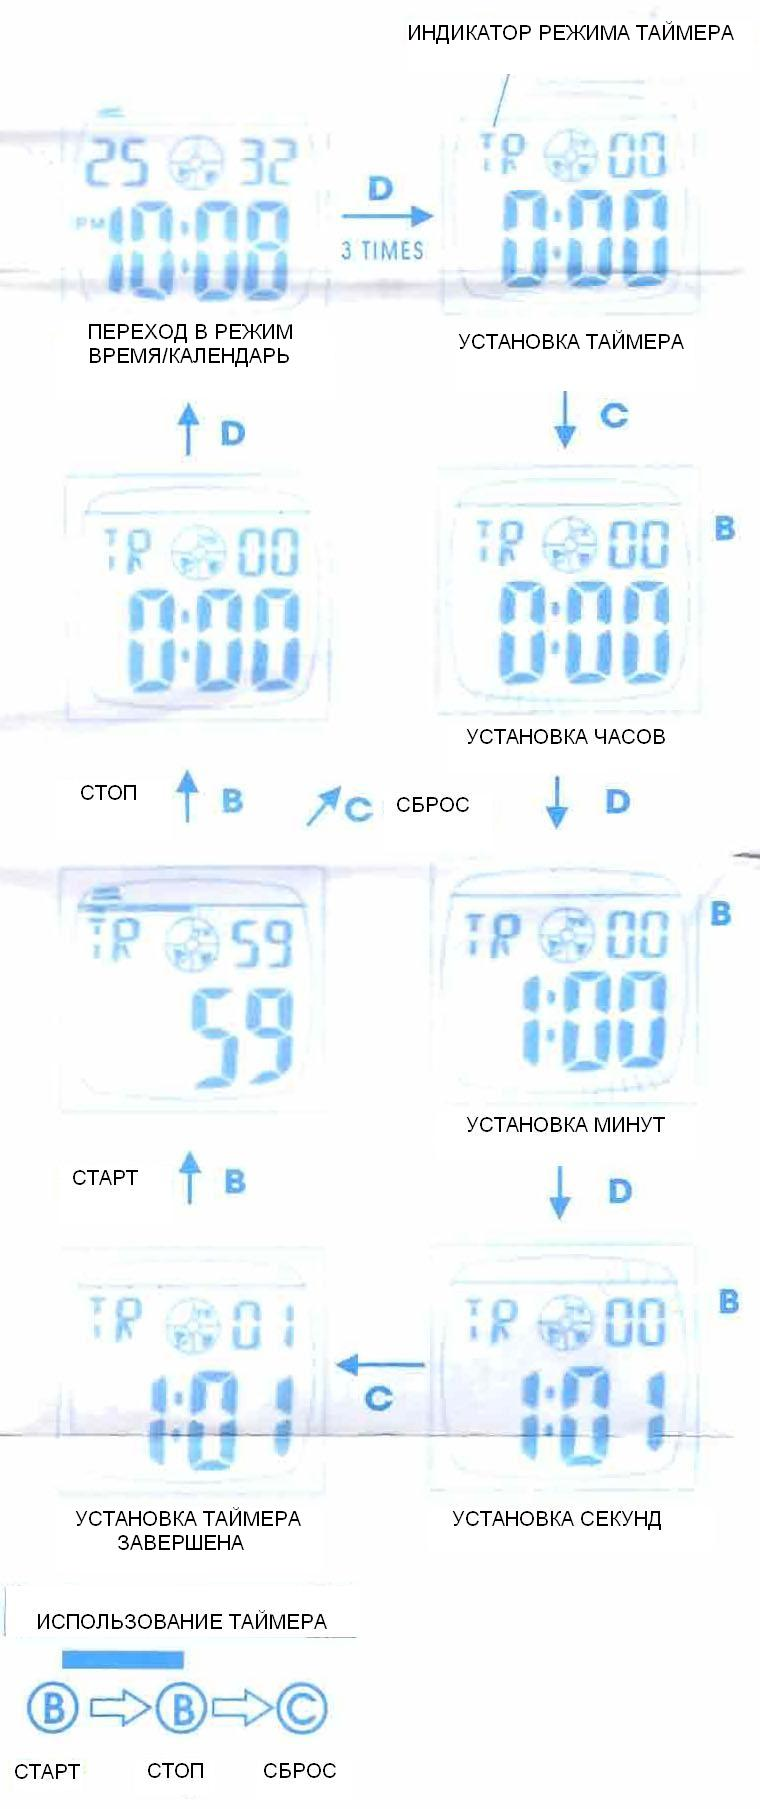 ИНДИКАТОР РЕЖИМА ТАЙМЕРА
25 32
PM 10:08
D
3 TIMES
TR 00
0:00
ПЕРЕХОД В РЕЖИМ
ВРЕМЯ/КАЛЕНДАРЬ
УСТАНОВКА ТАЙМЕРА
D
C
TR 00
0:00
TR 00
0:00
B
УСТАНОВКА ЧАСОВ
СТОП
B
C
СБРОС
D
TR 59
59
TR 00
1:00
B
УСТАНОВКА МИНУТ
СТАРТ
B
D
TR 01
1:01
C
TR 00
1:01
B
УСТАНОВКА ТАЙМЕРА
ЗАВЕРШЕНА
УСТАНОВКА СЕКУНД
ИСПОЛЬЗОВАНИЕ ТАЙМЕРА
B B C
СТАРТ СТОП СБРОС